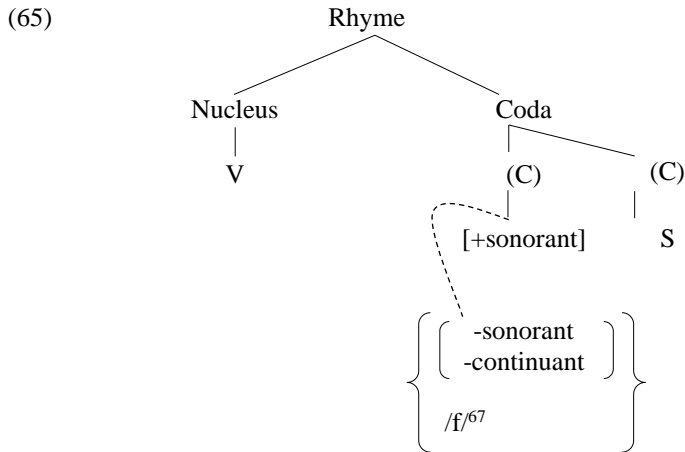 (65) Rhyme
Nucleus Coda
V (C) (C)
[+sonorant] S
-sonorant
-continuant
/f/67